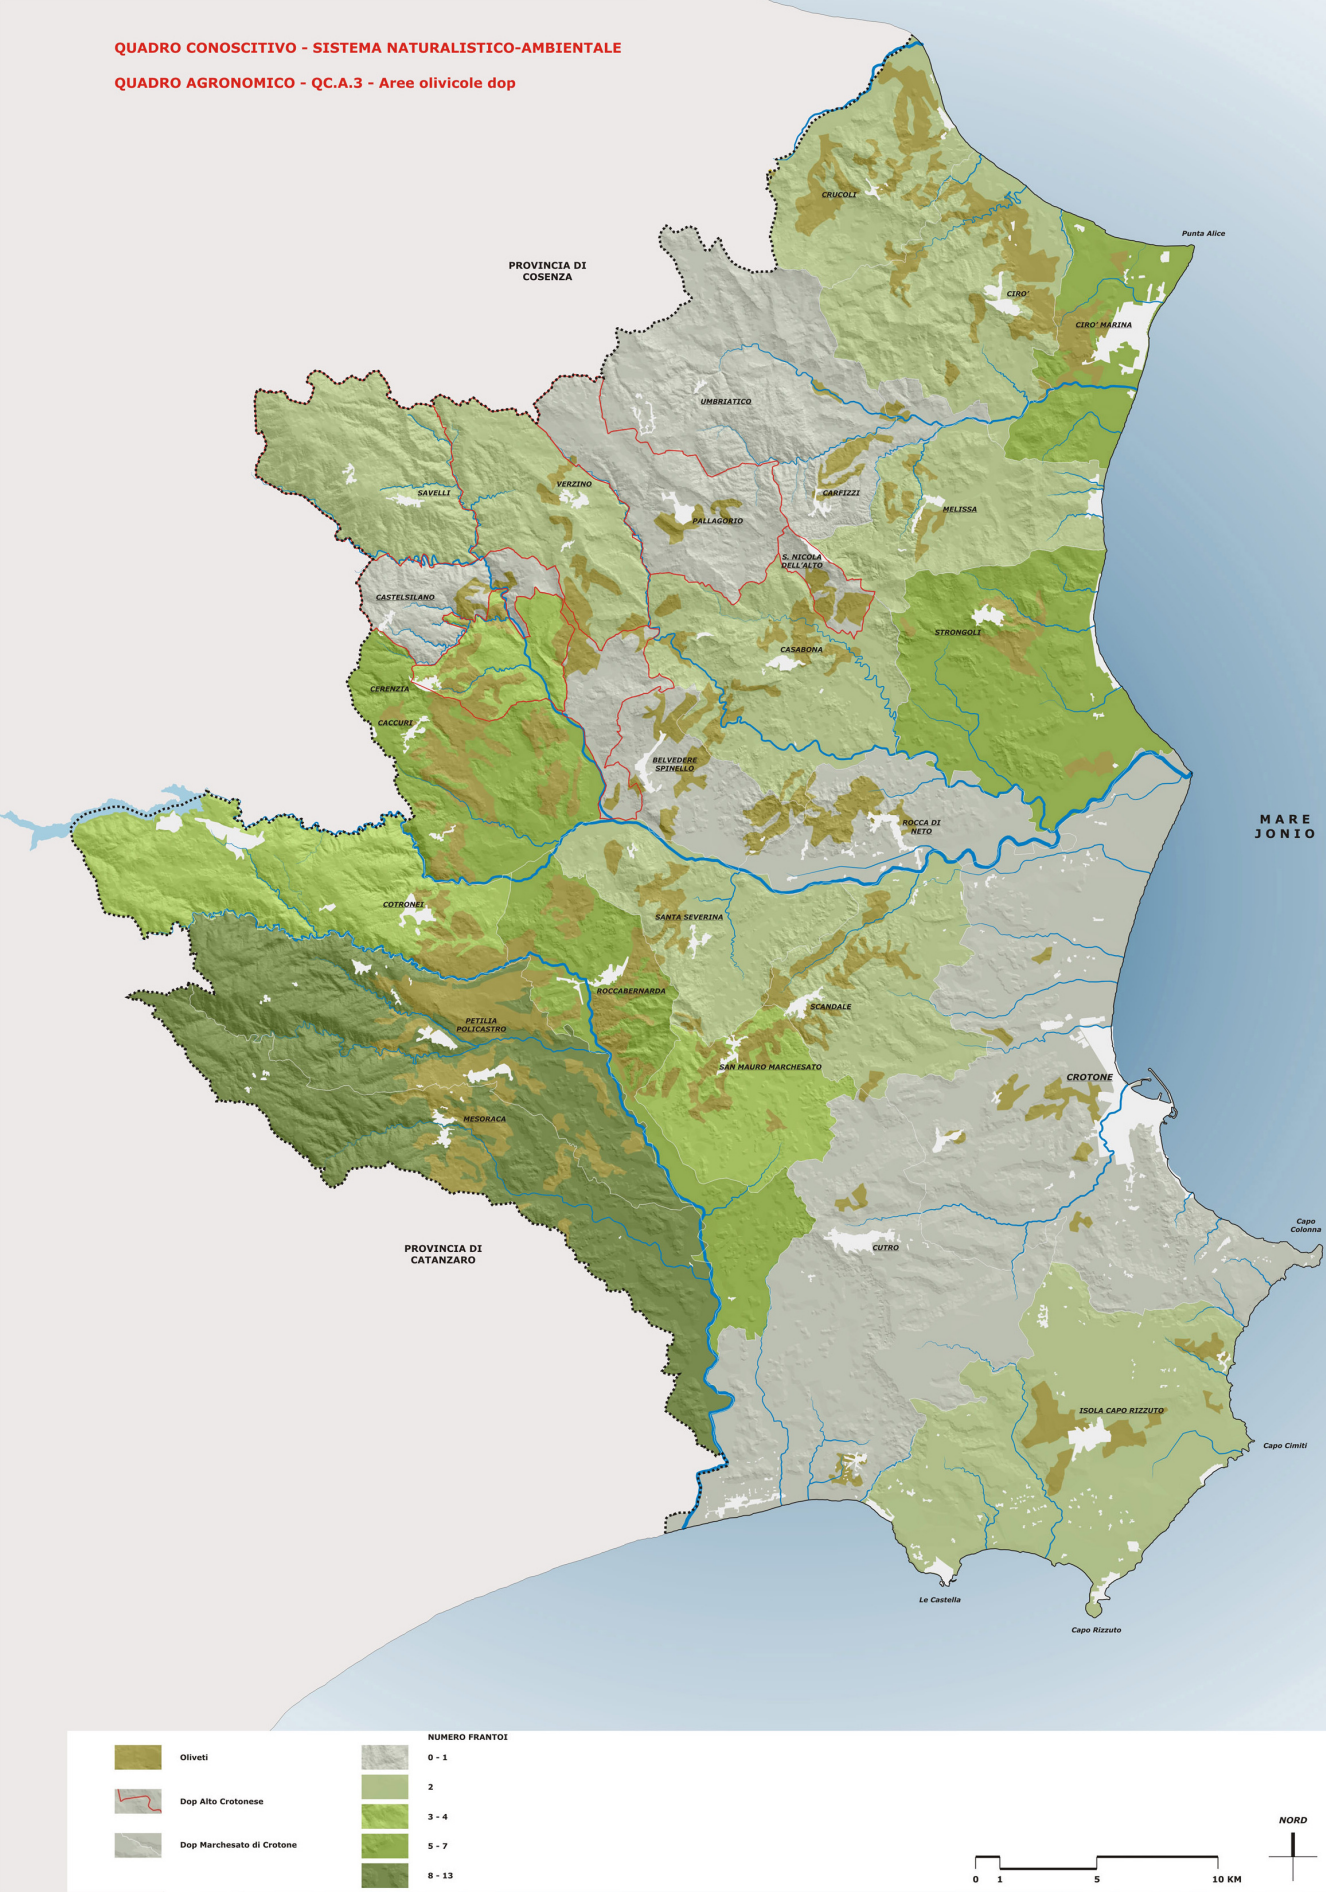 QUADRO CONOSCITIVO - SISTEMA NATURALISTICO-AMBIENTALE
QUADRO AGRONOMICO - QC.A.3 - Aree olivicole dop
CRUCOLI
Punta Alice
PROVINCIA DI
COSENZA
CIRO'
CIRO' MARINA
UMBRIATICO
SAVELLI
VERZINO
CARFIZZI
MELISSA
PALLAGORIO
S. NICOLA
DELL'ALTO
CASTELSILANO
STRONGOLI
CASABONA
CERENZIA
CACCURI
BELVEDERE
SPINELLO
ROCCA DI
NETO
MARE
JONIO
COTRONEI
SANTA SEVERINA
ROCCABERNARDA
SCANDALE
PETILIA
POLICASTRO
SAN MAURO MARCHESATO
CROTONE
MESORACA
Capo
Colonna
PROVINCIA DI
CATANZARO
CUTRO
ISOLA CAPO RIZZUTO
Capo Cimiti
Le Castella
Capo Rizzuto
Oliveti
Dop Alto Crotonese
Dop Marchesato di Crotone
NUMERO FRANTOI
0 - 1
2
3 - 4
5 - 7
8 - 13
NORD
0 1 5 10 KM